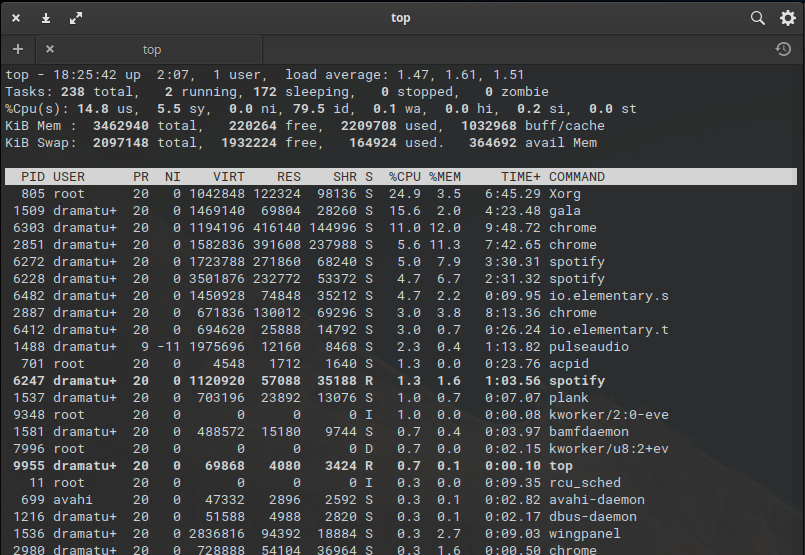 top
top
top - 18:25:42 up  2:07,  1 user,  load average: 1.47, 1.61, 1.51
Tasks: 238 total,   2 running, 172 sleeping,   0 stopped,   0 zombie
%Cpu(s): 14.8 us,  5.5 sy,  0.0 ni, 79.5 id,  0.1 wa,  0.0 hi,  0.2 si,  0.0 st
KiB Mem :  3462940 total,   220264 free,  2209708 used,  1032968 buff/cache
KiB Swap:  2097148 total,  1932224 free,   164924 used.   364692 avail Mem
PID USER      PR  NI    VIRT    RES    SHR S  %CPU %MEM     TIME+ COMMAND
805 root      20   0 1042848 122324  98136 S  24.9  3.5   6:45.29 Xorg
1509 dramatu+  20   0 1469140  69804  28260 S  15.6  2.0   4:23.48 gala
6303 dramatu+  20   0 1194196 416140 144996 S  11.0 12.0   9:48.72 chrome
2851 dramatu+  20   0 1582836 391608 237988 S   5.6 11.3   7:42.65 chrome
6272 dramatu+  20   0 1723788 271860  68240 S   5.0  7.9   3:30.31 spotify
6228 dramatu+  20   0 3501876 232772  53372 S   4.7  6.7   2:31.32 spotify
6482 dramatu+  20   0 1450928  74848  35212 S   4.7  2.2   0:09.95 io.elementary.s
2887 dramatu+  20   0  671836 130012  69296 S   3.0  3.8   8:13.36 chrome
6412 dramatu+  20   0  694620  25888  14792 S   3.0  0.7   0:26.24 io.elementary.t
1488 dramatu+   9 -11 1975696  12160   8468 S   2.3  0.4   1:13.82 pulseaudio
701 root      20   0    4548   1712   1640 S   1.3  0.0   0:23.76 acpid
6247 dramatu+  20   0 1120920  57088  35188 R   1.3  1.6   1:03.56 spotify
1537 dramatu+  20   0  703196  23892  13076 S   1.0  0.7   0:07.07 plank
9348 root      20   0       0      0      0 I   1.0  0.0   0:00.08 kworker/2:0-eve
1581 dramatu+  20   0  488572  15180   9744 S   0.7  0.4   0:03.97 bamfdaemon
7996 root      20   0       0      0      0 D   0.7  0.0   0:02.15 kworker/u8:2+ev
9955 dramatu+  20   0   69868   4080   3424 R   0.7  0.1   0:00.10 top
11 root      20   0       0      0      0 I   0.3  0.0   0:09.35 rcu_sched
699 avahi     20   0   47332   2896   2592 S   0.3  0.1   0:02.82 avahi-daemon
1216 dramatu+  20   0   51588   4988   2820 S   0.3  0.1   0:02.17 dbus-daemon
1536 dramatu+  20   0 2836816  94392  18884 S   0.3  2.7   0:09.03 wingpanel
2980 dramatu+  20   0  728888  54104  36964 S   0.3  1.6   0:00.50 chrome